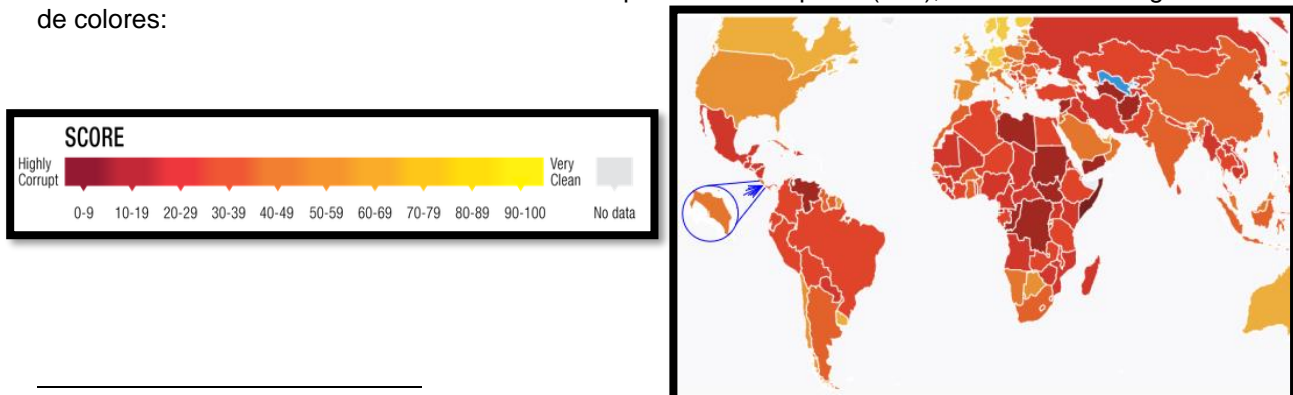 de colores:
SCORE
Highly Corrupt
Very Clean
0-9 10-19 20-29 30-39 40-49 50-59 60-69 70-79 80-89 90-100 No data